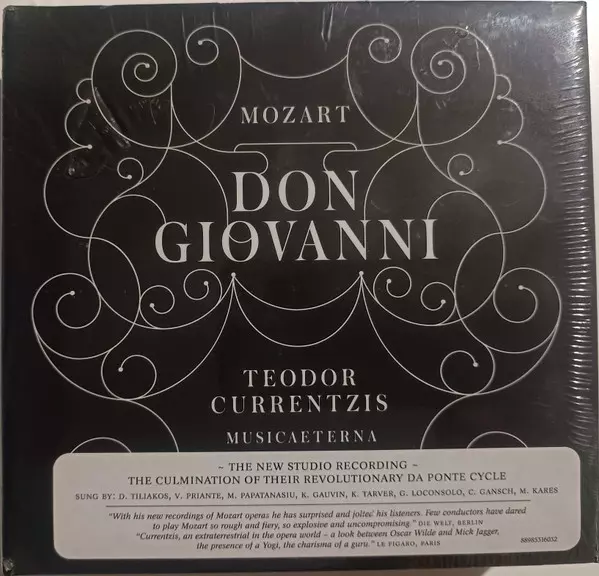 MOZART
DON
GIOVANNI
TEODOR
CURRENTZIS
MUSICAETERNA
~ THE NEW STUDIO RECORDING ~
THE CULMINATION OF THEIR REVOLUTIONARY DA PONTE CYCLE
SUNG BY: D. TILIAKOS, V. PRIANTE, M. PAPATANASIU, K. GAUVIN, K. TARVER, G. LOCONSOLO, C. GANSCH, M. KARES
"With his new recordings of Mozart operas he has surprised and jolted his listeners. Few conductors have dared
to play Mozart so rough and fiery, so explosive and uncompromising." DIE WELT, BERLIN
"Currentzis, an extraterrestrial in the opera world – a look between Oscar Wilde and Mick Jagger,
the presence of a Yogi, the charisma of a guru." LE FIGARO, PARIS
88985316032